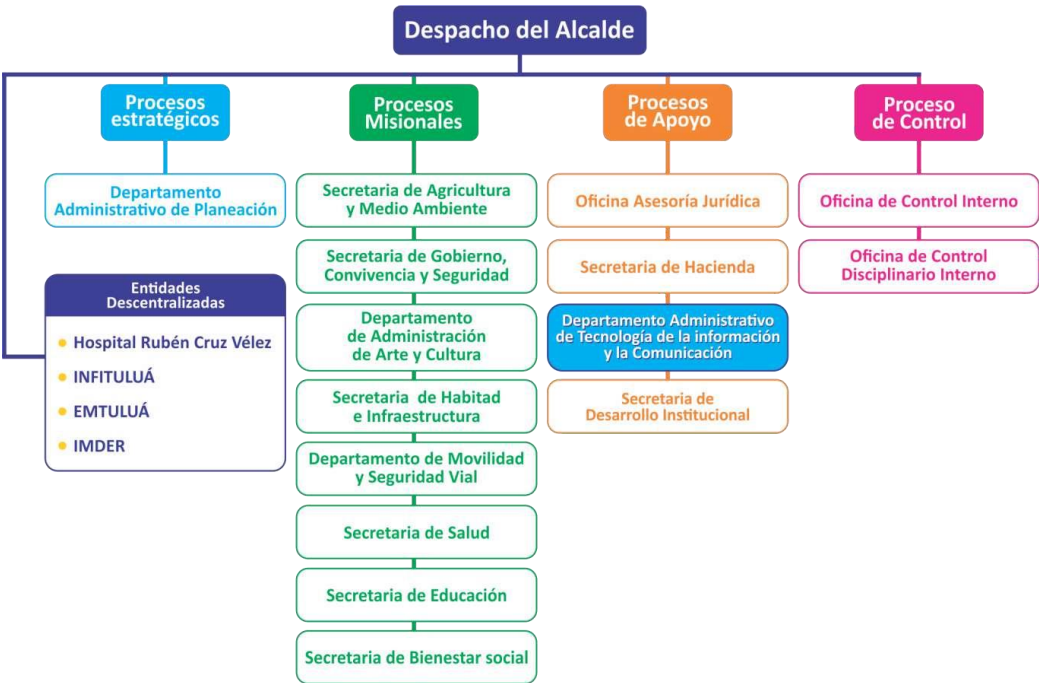 Despacho del Alcalde
Procesos
estratégicos
Departamento
Administrativo de Planeación
Entidades
Descentralizadas
Hospital Rubén Cruz Vélez
INFITULUÁ
EMTULUÁ
IMDER
Procesos
Misionales
Secretaria de Agricultura
y Medio Ambiente
Secretaria de Gobierno,
Convivencia y Seguridad
Departamento
de Administración
de Arte y Cultura
Secretaria de Habitad
e Infraestructura
Departamento de Movilidad
y Seguridad Vial
Secretaria de Salud
Secretaria de Educación
Secretaria de Bienestar social
Procesos
de Apoyo
Oficina Asesoría Jurídica
Secretaria de Hacienda
Departamento Administrativo
de Tecnología de la información
y la Comunicación
Secretaria de
Desarrollo Institucional
Proceso
de Control
Oficina de Control Interno
Oficina de Control
Disciplinario Interno